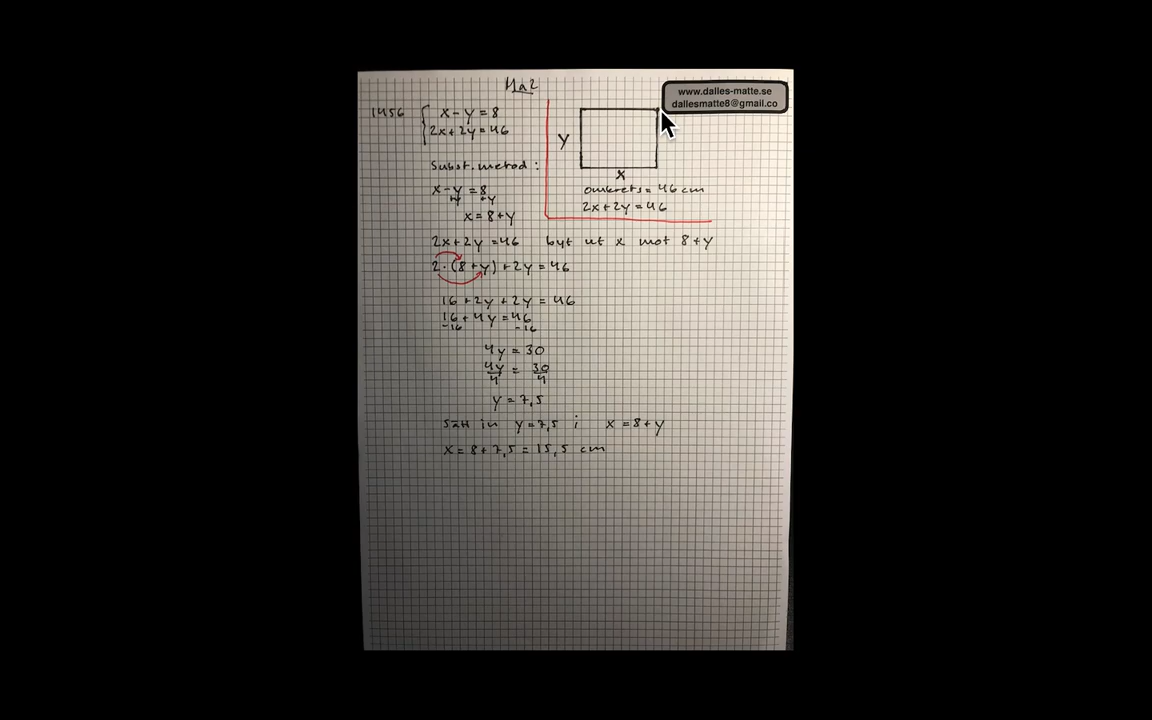 Ma2
www.dalles-matte.se
dallesmatte8@gmail.co
1456
x - y = 8
2x + 2y = 46
y
x
omkrets = 46 cm
2x + 2y = 46
Subst. metod :
x - y = 8
+y +y
x = 8 + y
2x + 2y = 46 byt ut x mot 8 + y
2 · (8 + y) + 2y = 46
16 + 2y + 2y = 46
16 + 4y = 46
-16 -16
4y = 30
4y/4 = 30/4
y = 7,5
Sätt in y = 7,5 i x = 8 + y
x = 8 + 7,5 = 15,5 cm